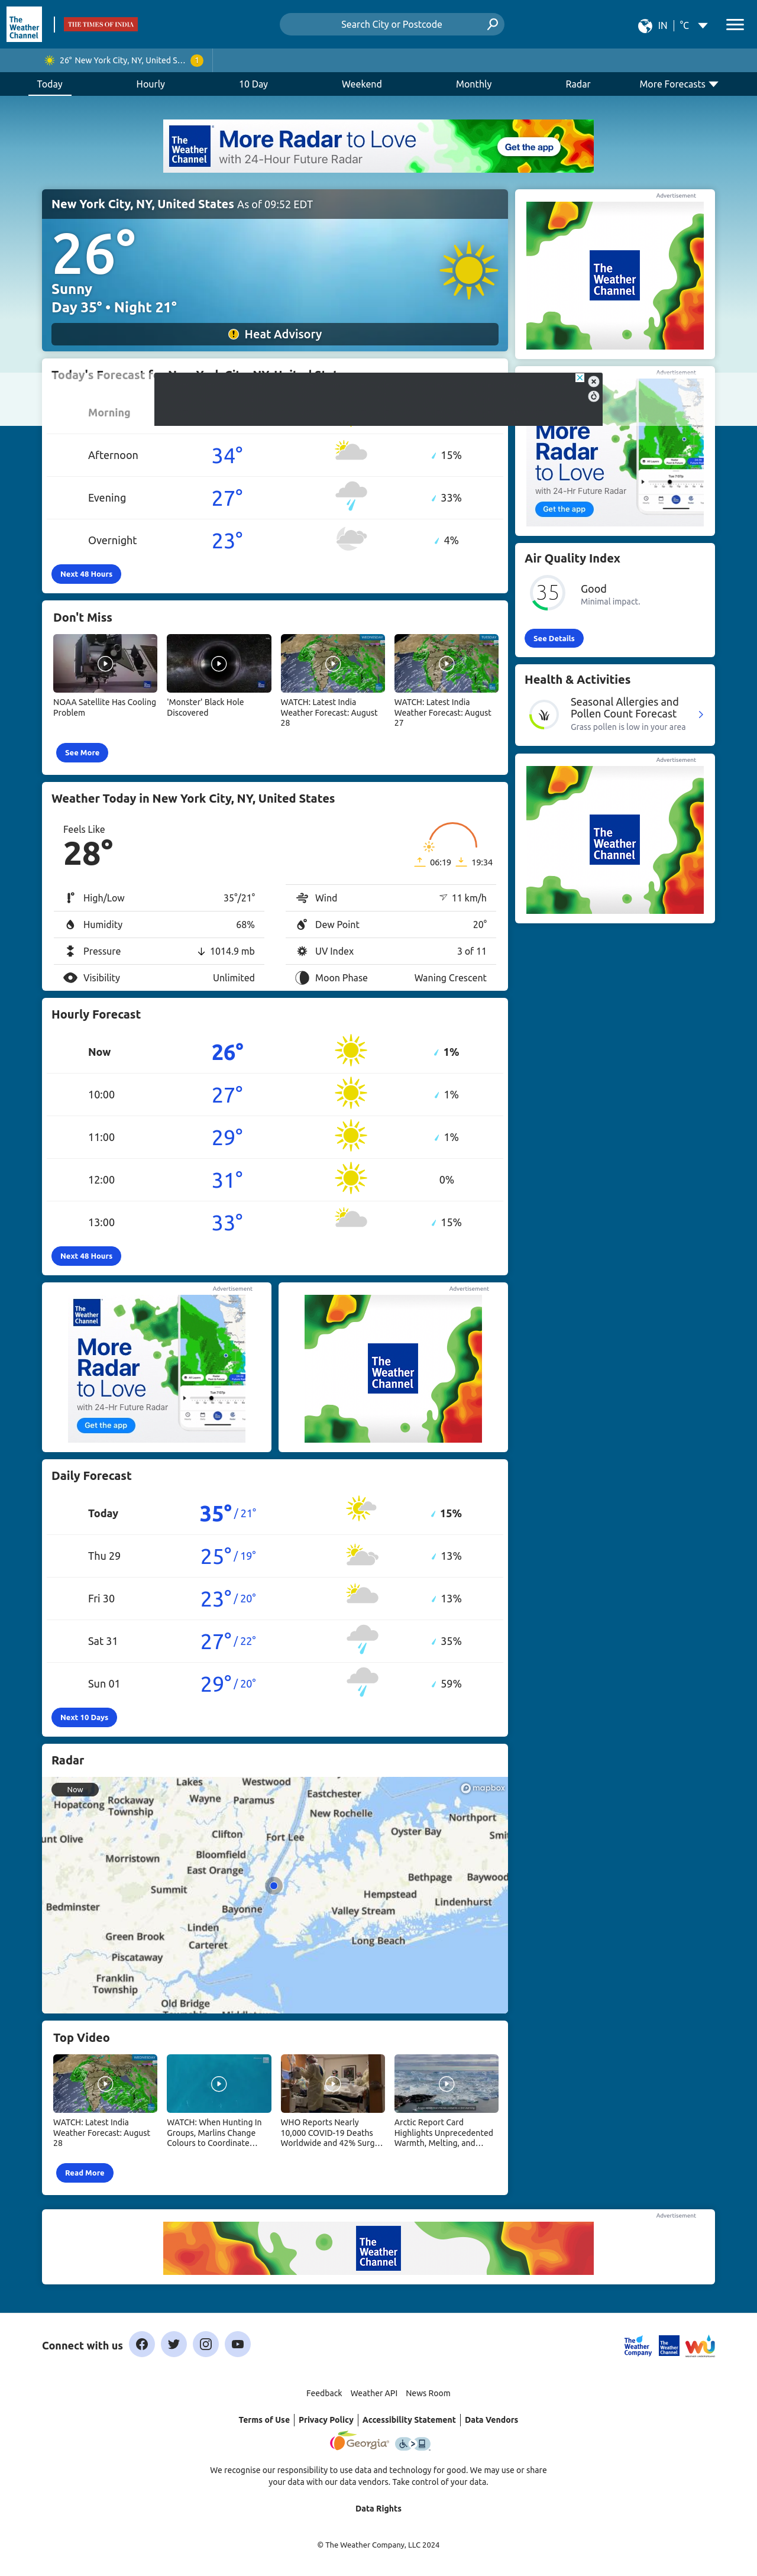 The
Weather
Channel
THE TIMES OF INDIA
Search City or Postcode
IN
°C
26° New York City, NY, United S...
Today
Hourly
10 Day
Weekend
Monthly
Radar
More Forecasts
The
Weather
Channel
More Radar to Love
with 24-Hour Future Radar
Get the app
New York City, NY, United States As of 09:52 EDT
26°
Sunny
Day 35° • Night 21°
Heat Advisory
Advertisement
The
Weather
Channel
Morning
Afternoon
34°
15%
Evening
27°
33%
Overnight
23°
4%
Next 48 Hours
Advertisement
More
Radar
to Love
with 24-Hr Future Radar
Get the app
Air Quality Index
35
Good
Minimal impact.
See Details
Don't Miss
NOAA Satellite Has Cooling
Problem
'Monster' Black Hole
Discovered
WATCH: Latest India
Weather Forecast: August
28
WATCH: Latest India
Weather Forecast: August
27
See More
Health & Activities
Seasonal Allergies and
Pollen Count Forecast
Grass pollen is low in your area
Advertisement
The
Weather
Channel
Weather Today in New York City, NY, United States
Feels Like
28°
06:19
19:34
High/Low
35°/21°
Wind
11 km/h
Humidity
68%
Dew Point
20°
Pressure
1014.9 mb
UV Index
3 of 11
Visibility
Unlimited
Moon Phase
Waning Crescent
Hourly Forecast
Now
26°
1%
10:00
27°
1%
11:00
29°
1%
12:00
31°
0%
13:00
33°
15%
Next 48 Hours
Advertisement
The
Weather
Channel
More
Radar
to Love
with 24-Hr Future Radar
Get the app
Advertisement
The
Weather
Channel
Daily Forecast
Today
35° / 21°
15%
Thu 29
25° / 19°
13%
Fri 30
23° / 20°
13%
Sat 31
27° / 22°
35%
Sun 01
29° / 20°
59%
Next 10 Days
Radar
Now
mapbox
Lakes
Westwood
Hopatcong
Rockaway
Township
Wayne
Paramus
Eastchester
New Rochelle
Northport
Clifton
Fort Lee
Oyster Bay
unt Olive
Morristown
Bloomfield
East Orange
Summit
Bethpage
Baywood
Bedminster
Bayonne
Hempstead
Lindenhurst
Valley Stream
Linden
Green Brook
Carteret
Long Beach
Piscataway
Franklin
Township
Old Bridge
Top Video
WATCH: Latest India
Weather Forecast: August
28
WATCH: When Hunting In
Groups, Marlins Change
Colours to Coordinate...
WHO Reports Nearly
10,000 COVID-19 Deaths
Worldwide and 42% Surg...
Arctic Report Card
Highlights Unprecedented
Warmth, Melting, and...
Read More
Advertisement
The
Weather
Channel
Connect with us
The
Weather
Company
The
Weather
Channel
Feedback
Weather API
News Room
Terms of Use
Privacy Policy
Accessibility Statement
Data Vendors
Georgia
We recognise our responsibility to use data and technology for good. We may use or share
your data with our data vendors. Take control of your data.
Data Rights
© The Weather Company, LLC 2024